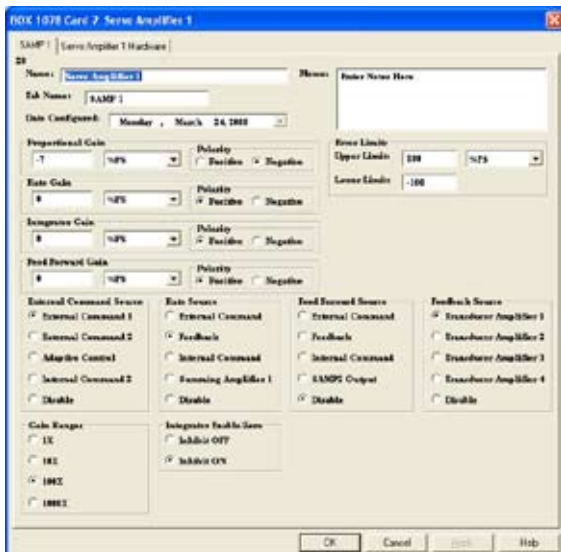 BOX 1078 Card 2 Servo Amplifier 1
SAMP 1 Servo Amplifier 1 Hardware
Name: Servo Amplifier 1
Notes: Enter Notes Here
Tab Name: SAMP 1
Date Configured: Monday , March 24, 2008
Proportional Gain
-7 %FS
Polarity
Positive Negative
Error Limits
Upper Limit: 100 %FS
Lower Limit: -100
Rate Gain
0 %FS
Polarity
Positive Negative
Integrator Gain
0 %FS
Polarity
Positive Negative
Feed Forward Gain
0 %FS
Polarity
Positive Negative
External Command Source
External Command 1
External Command 2
Adaptive Control
Internal Command 2
Disable
Rate Source
External Command
Feedback
Internal Command
Summing Amplifier 1
Disable
Feed Forward Source
External Command
Feedback
Internal Command
SAMP2 Output
Disable
Feedback Source
Transducer Amplifier 1
Transducer Amplifier 2
Transducer Amplifier 3
Transducer Amplifier 4
Disable
Gain Ranges
1X
10X
100X
1000X
Integrator Enable/Zero
Inhibit OFF
Inhibit ON
OK Cancel Apply Help